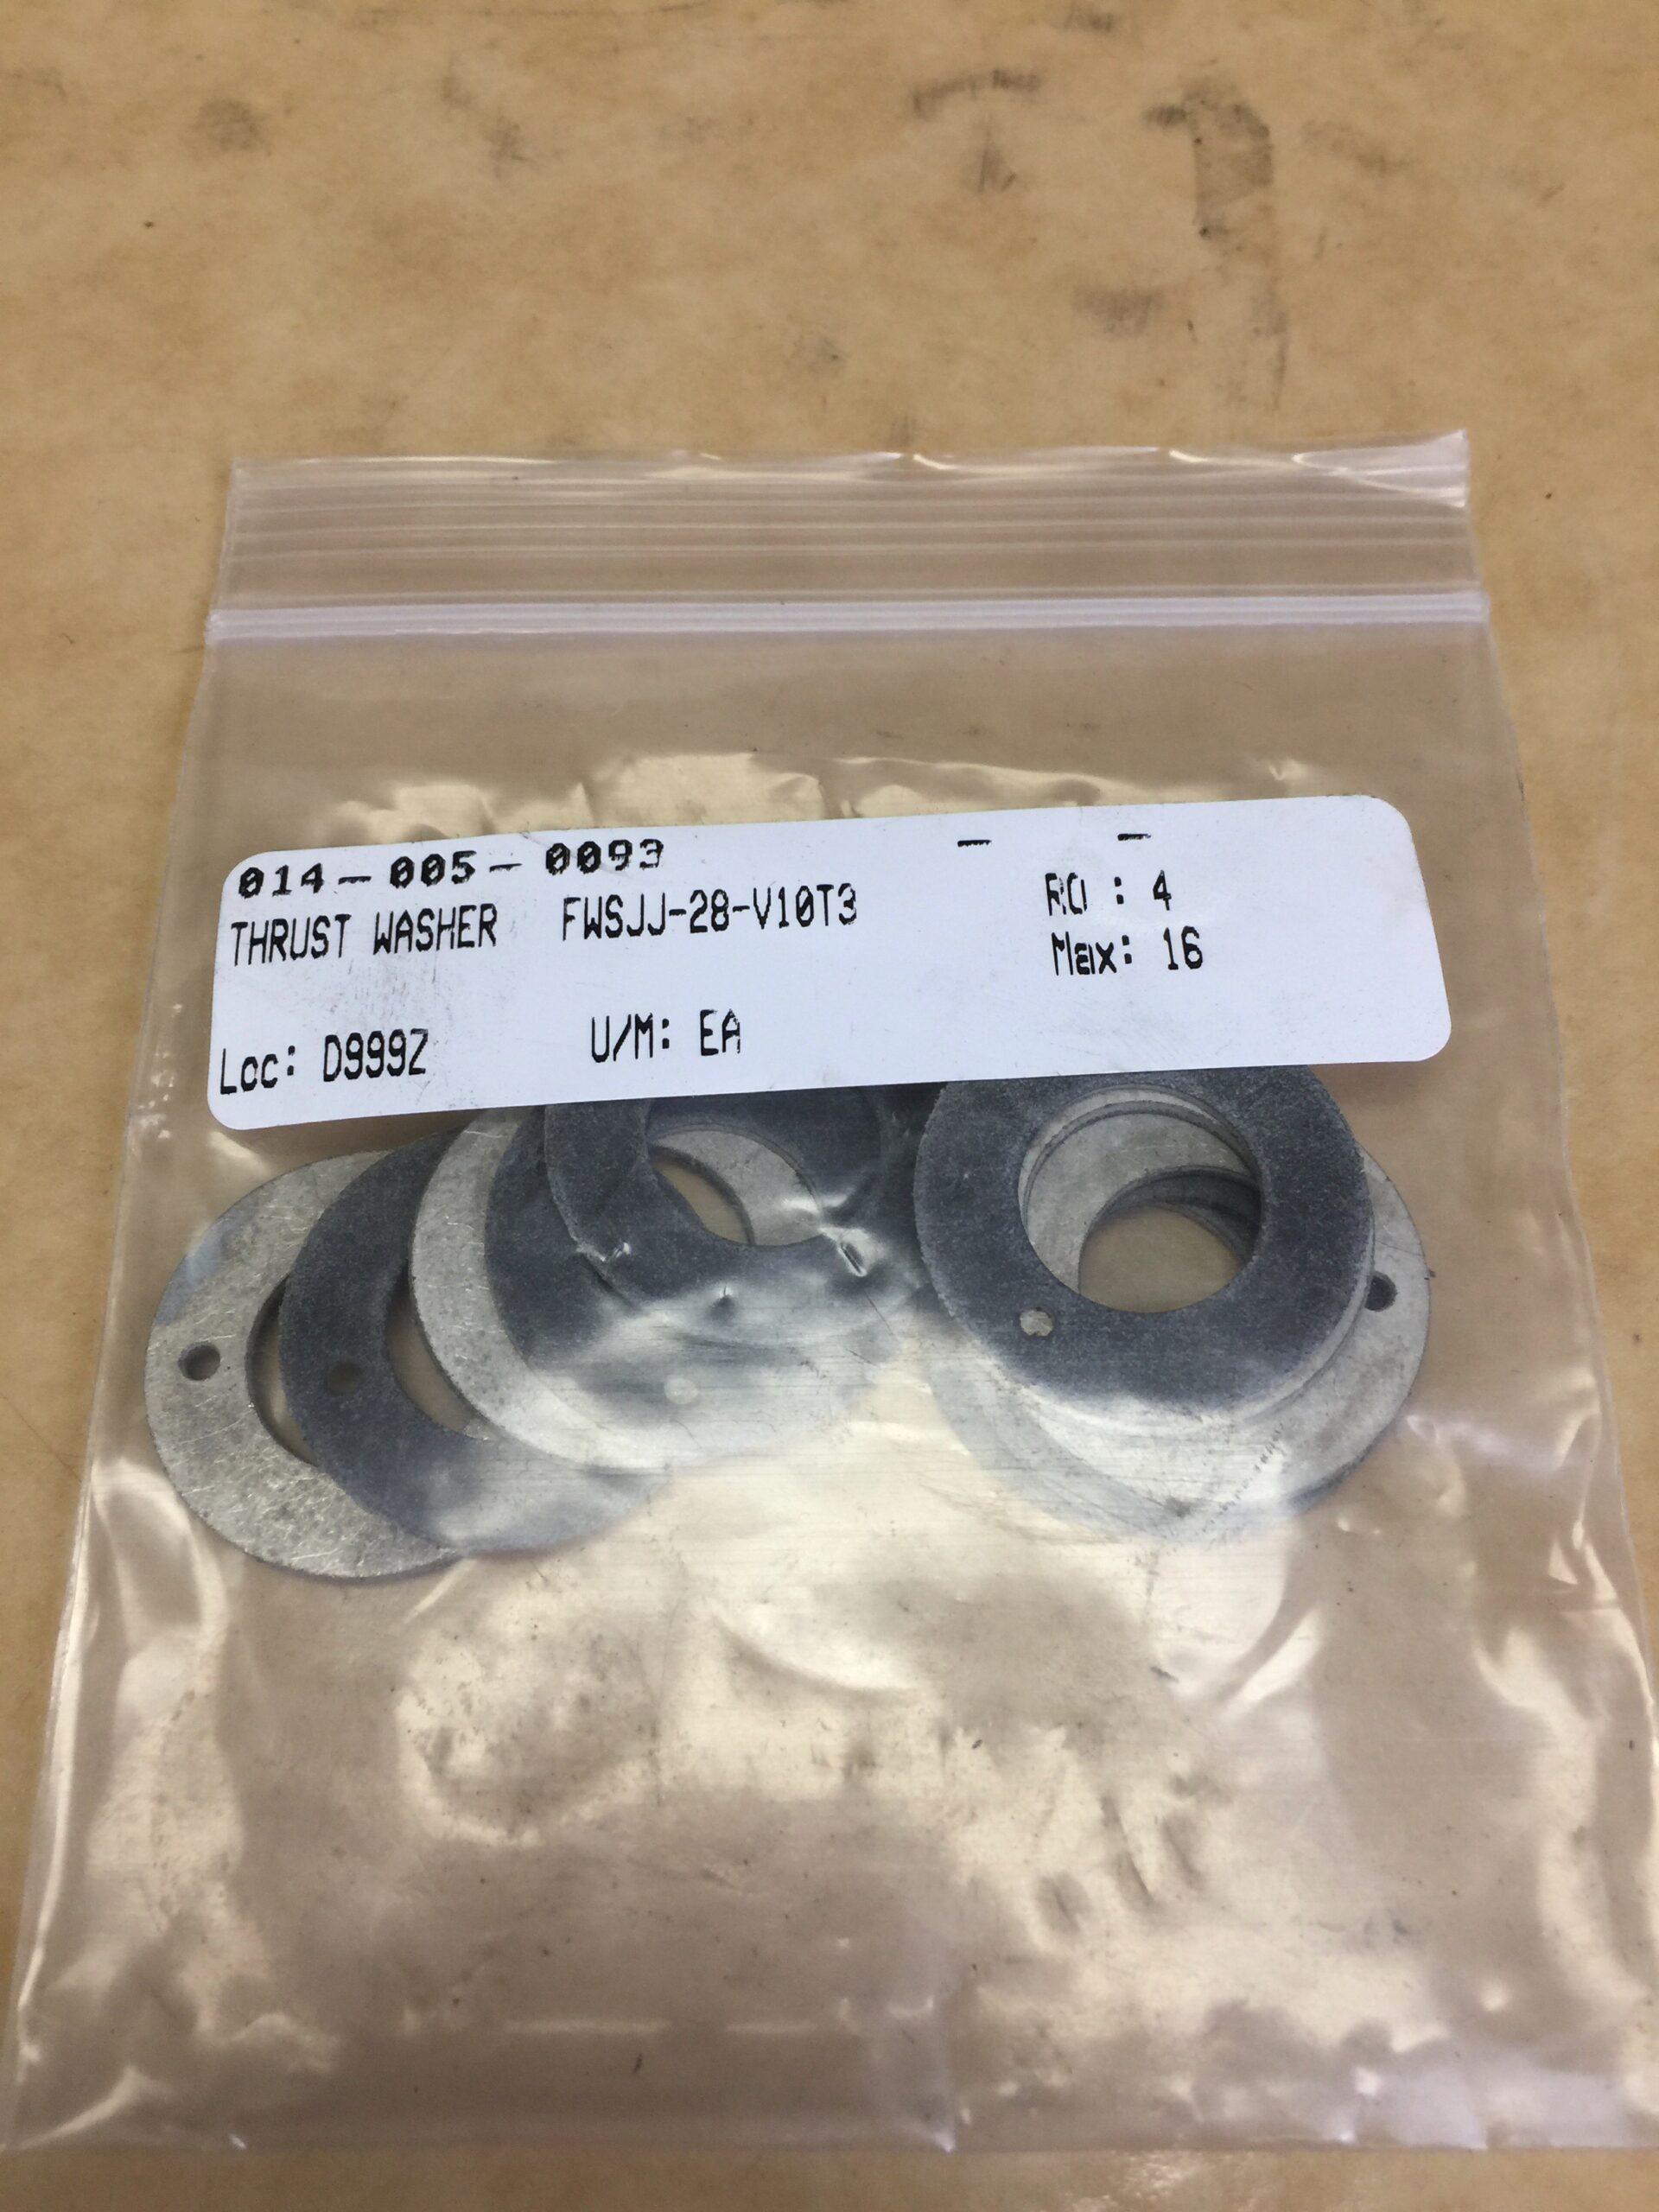 014-005-0093 - -
THRUST WASHER FWSJJ-28-V10T3 RO : 4
Max: 16
Loc: D999Z U/M: EA